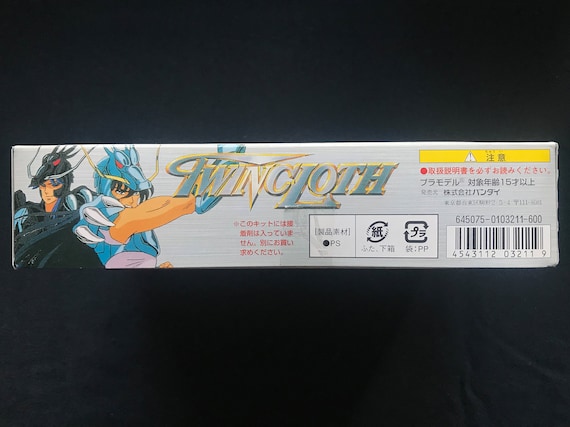 TWINCLOTH
※このキットには接
着剤は入っていま
せん。別にお買い
求めください。
[製品素材]
●PS
紙
ふた、下箱
プラ
袋:PP
注意
●取扱説明書を必ずお読みください。
プラモデル 対象年齢15才以上
発売元 株式会社バンダイ
645075-0103211-600
4543112 03211 9